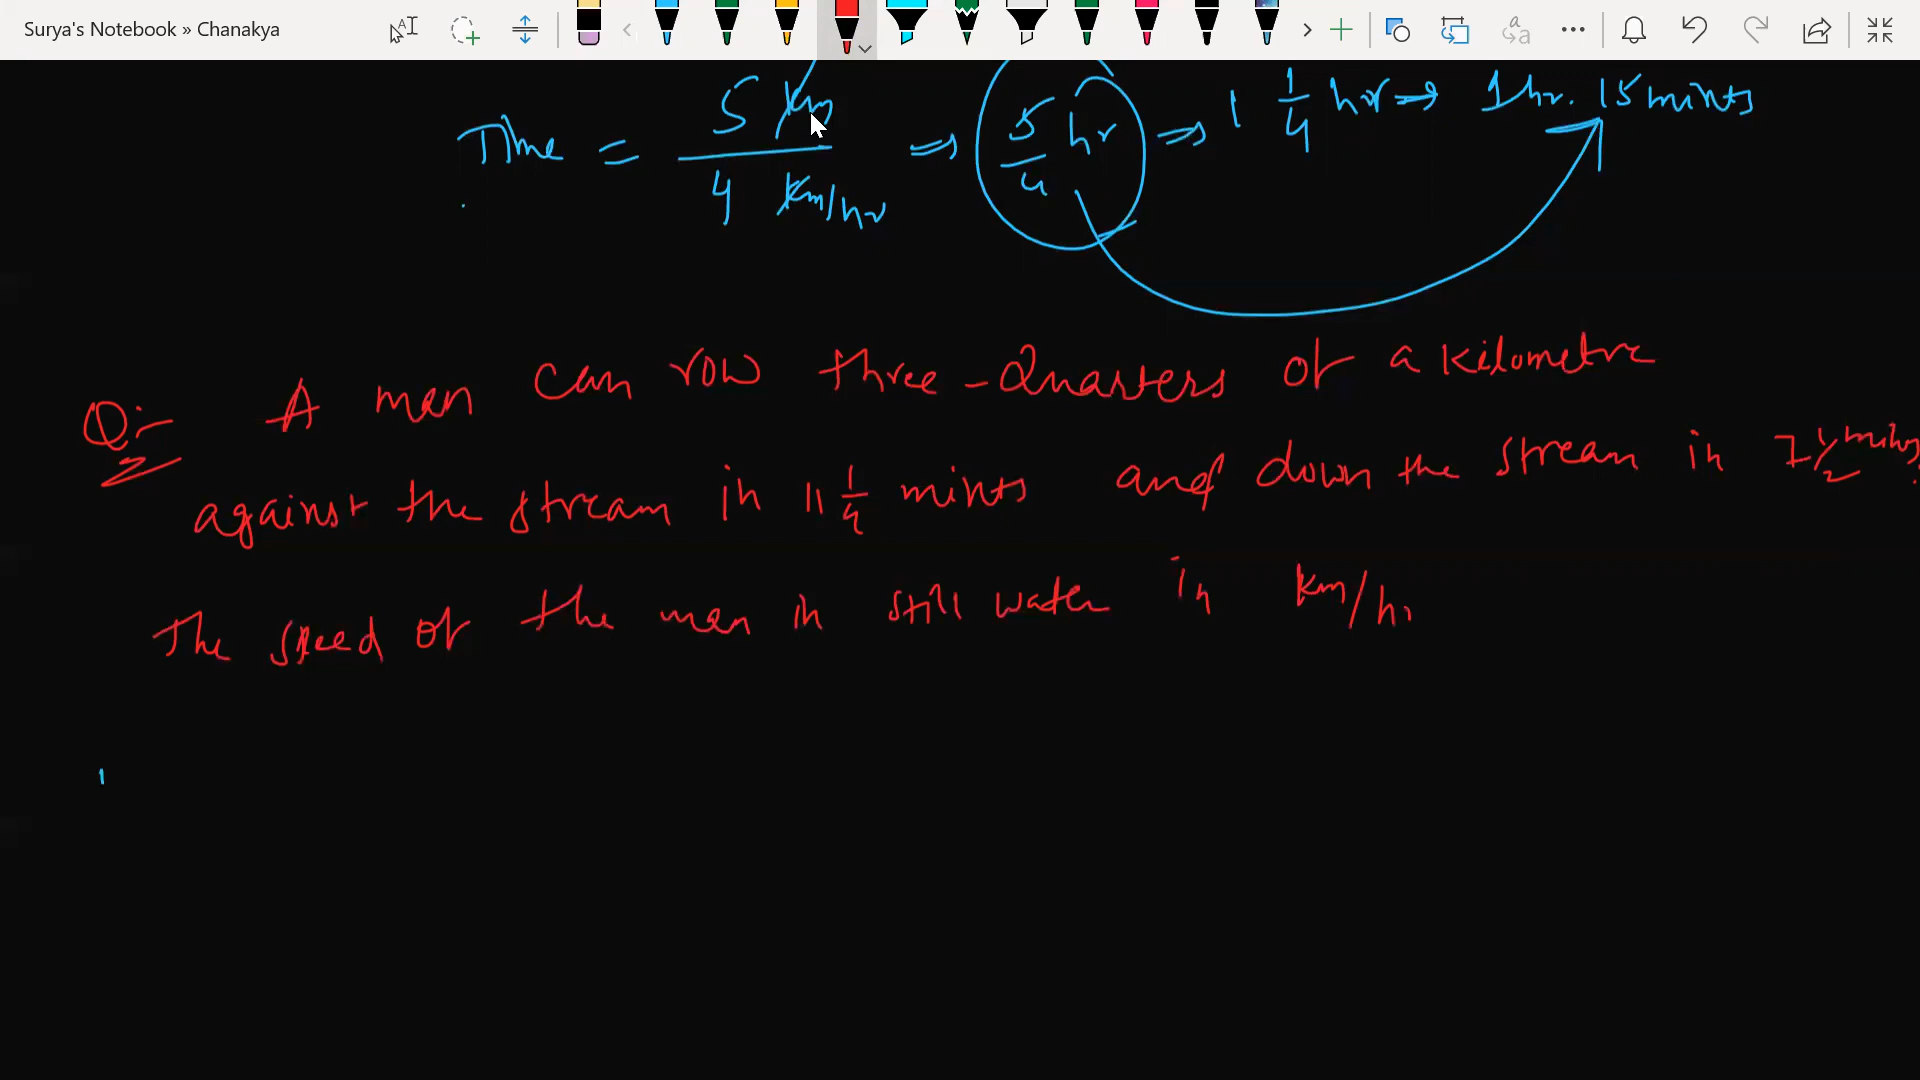 Surya's Notebook » Chanakya
Time = 5 km / 4 km/hr ⇒ 5/4 hr ⇒ 1 1/4 hr ⇒ 1 hr. 15 mints
Q:- A man can row three-Quarters of a kilometre
against the stream in 11 1/4 mints and down the stream in 7 1/2 mints.
The speed of the man in still water in km/hr